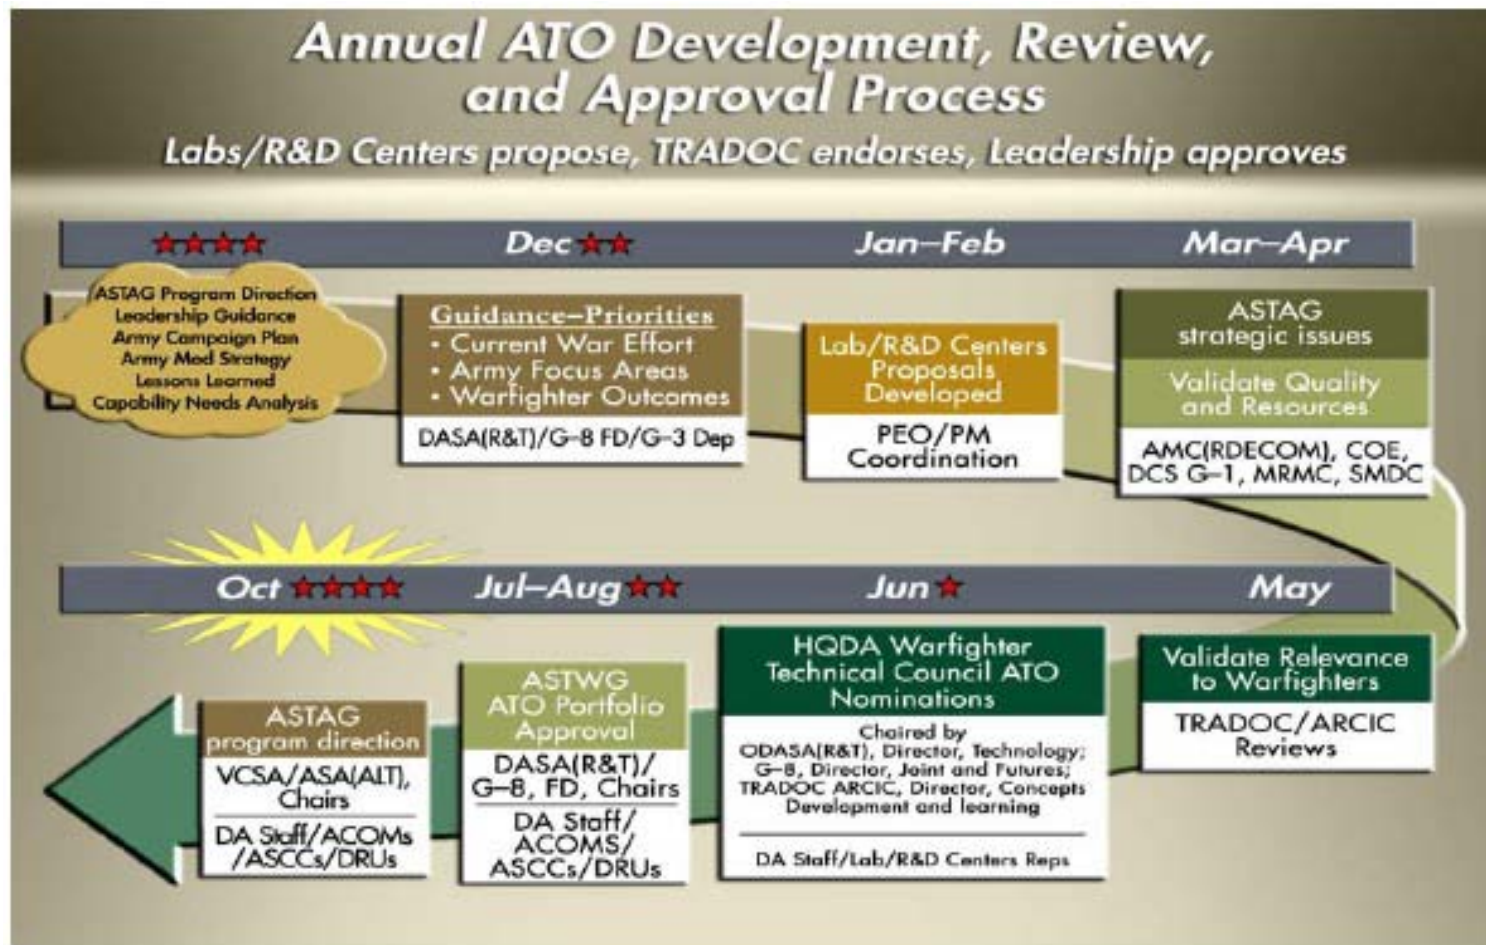 Annual ATO Development, Review,
and Approval Process
Labs/R&D Centers propose, TRADOC endorses, Leadership approves
Dec
Jan–Feb
Mar–Apr
ASTAG Program Direction
Leadership Guidance
Army Campaign Plan
Army Med Strategy
Lessons Learned
Capability Needs Analysis
Guidance–Priorities
• Current War Effort
• Army Focus Areas
• Warfighter Outcomes
DASA(R&T)/G–8 FD/G–3 Dep
Lab/R&D Centers
Proposals
Developed
PEO/PM
Coordination
ASTAG
strategic issues
Validate Quality
and Resources
AMC(RDECOM), COE,
DCS G–1, MRMC, SMDC
Oct
Jul–Aug
Jun
May
ASTAG
program direction
VCSA/ASA(ALT),
Chairs
DA Staff/ACOMs
/ASCCs/DRUs
ASTWG
ATO Portfolio
Approval
DASA(R&T)/
G–8, FD, Chairs
DA Staff/
ACOMS/
ASCCs/DRUs
HQDA Warfighter
Technical Council ATO
Nominations
Chaired by
ODASA(R&T), Director, Technology;
G–8, Director, Joint and Futures;
TRADOC ARCIC, Director, Concepts
Development and learning
DA Staff/Lab/R&D Centers Reps
Validate Relevance
to Warfighters
TRADOC/ARCIC
Reviews